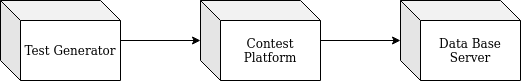 Test Generator
Contest
Platform
Data Base
Server